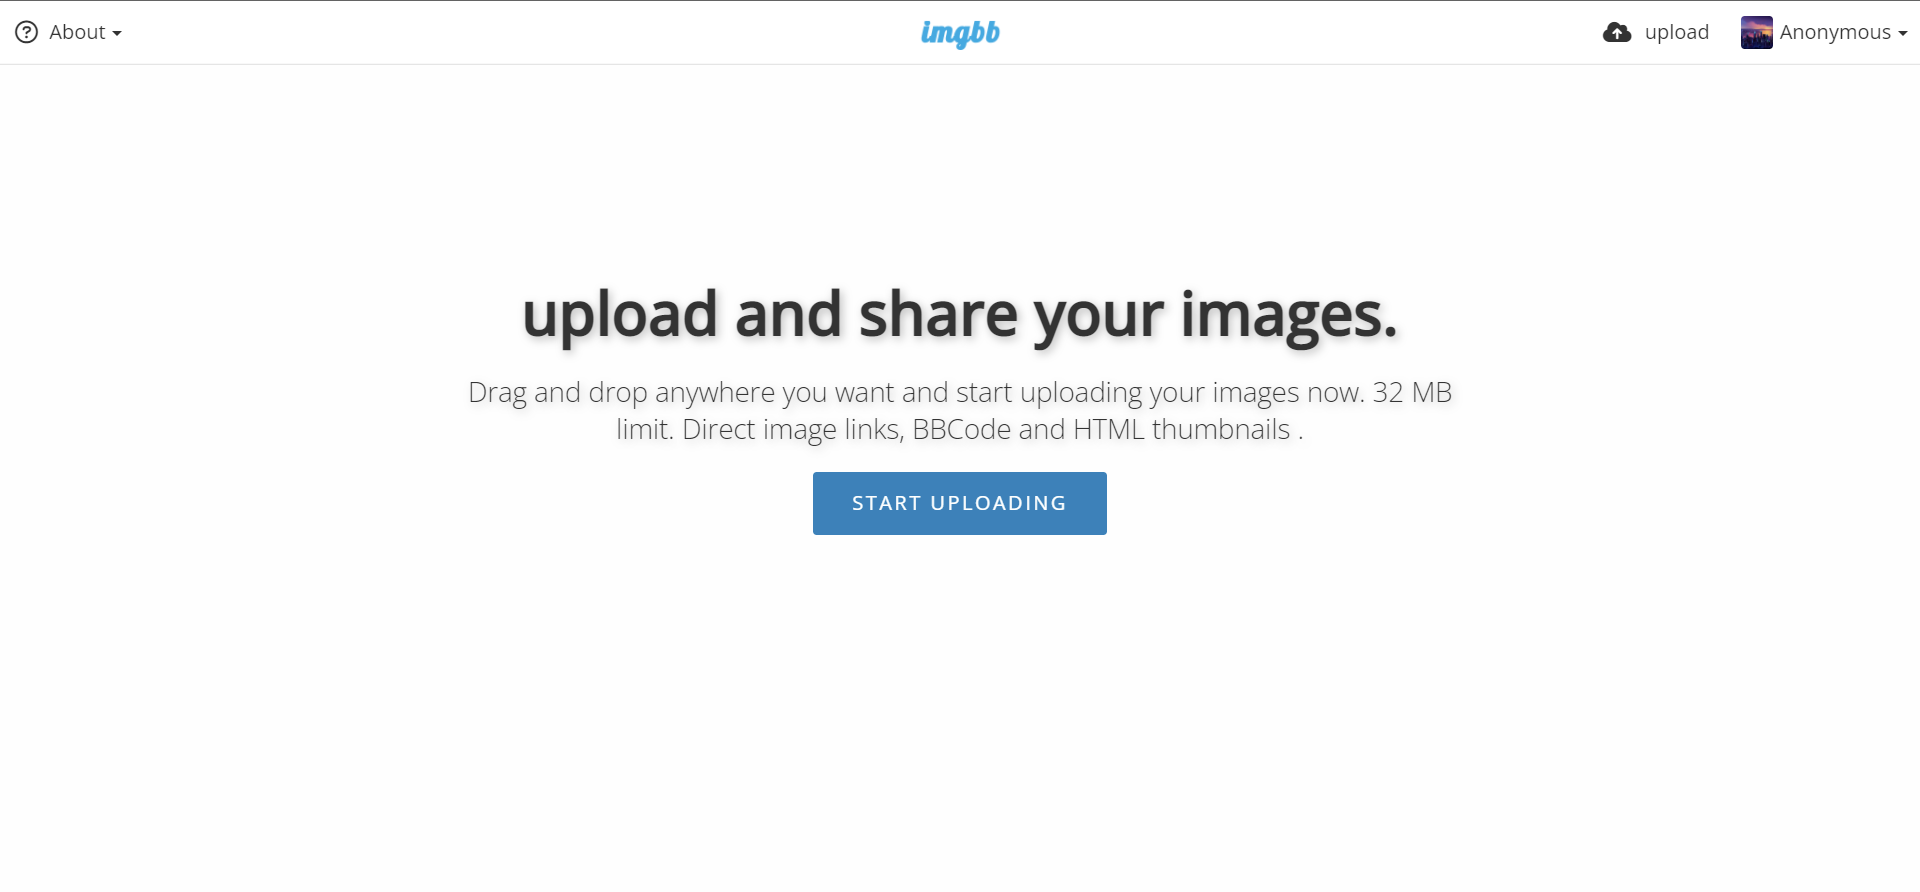 About
imgbb
upload
Anonymous
upload and share your images.
Drag and drop anywhere you want and start uploading your images now. 32 MB
limit. Direct image links, BBCode and HTML thumbnails .
START UPLOADING